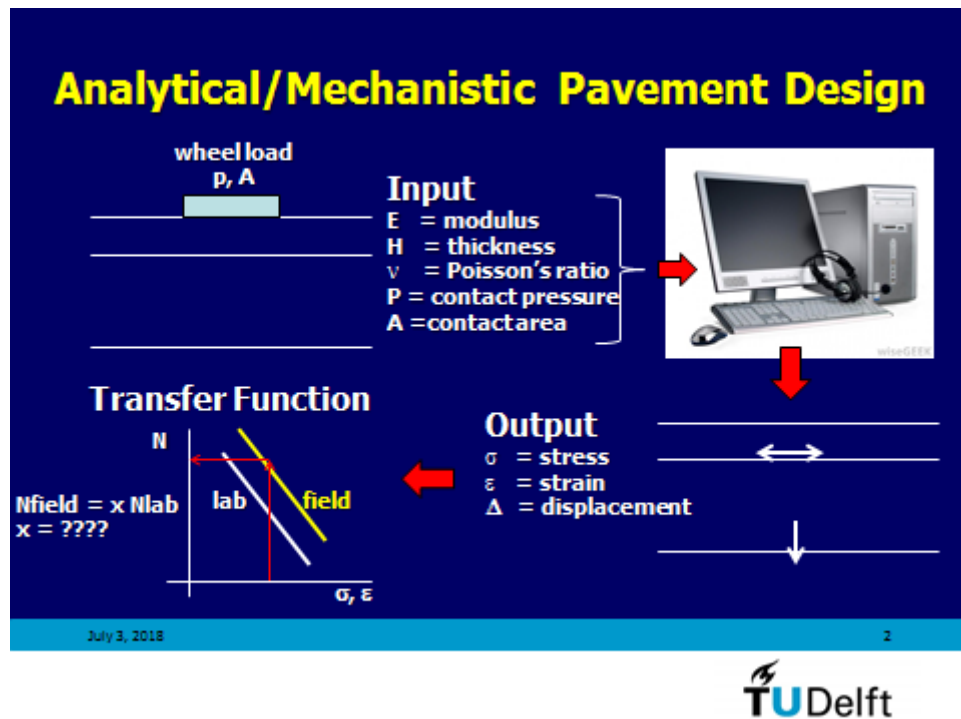 Analytical/Mechanistic Pavement Design
wheel load
p, A
Input
E = modulus
H = thickness
ν = Poisson's ratio
P = contact pressure
A =contact area
wiseGEEK
Transfer Function
N
lab
field
Nfield = x Nlab
x = ????
σ, ε
Output
σ = stress
ε = strain
Δ = displacement
July 3, 2018
2
TUDelft